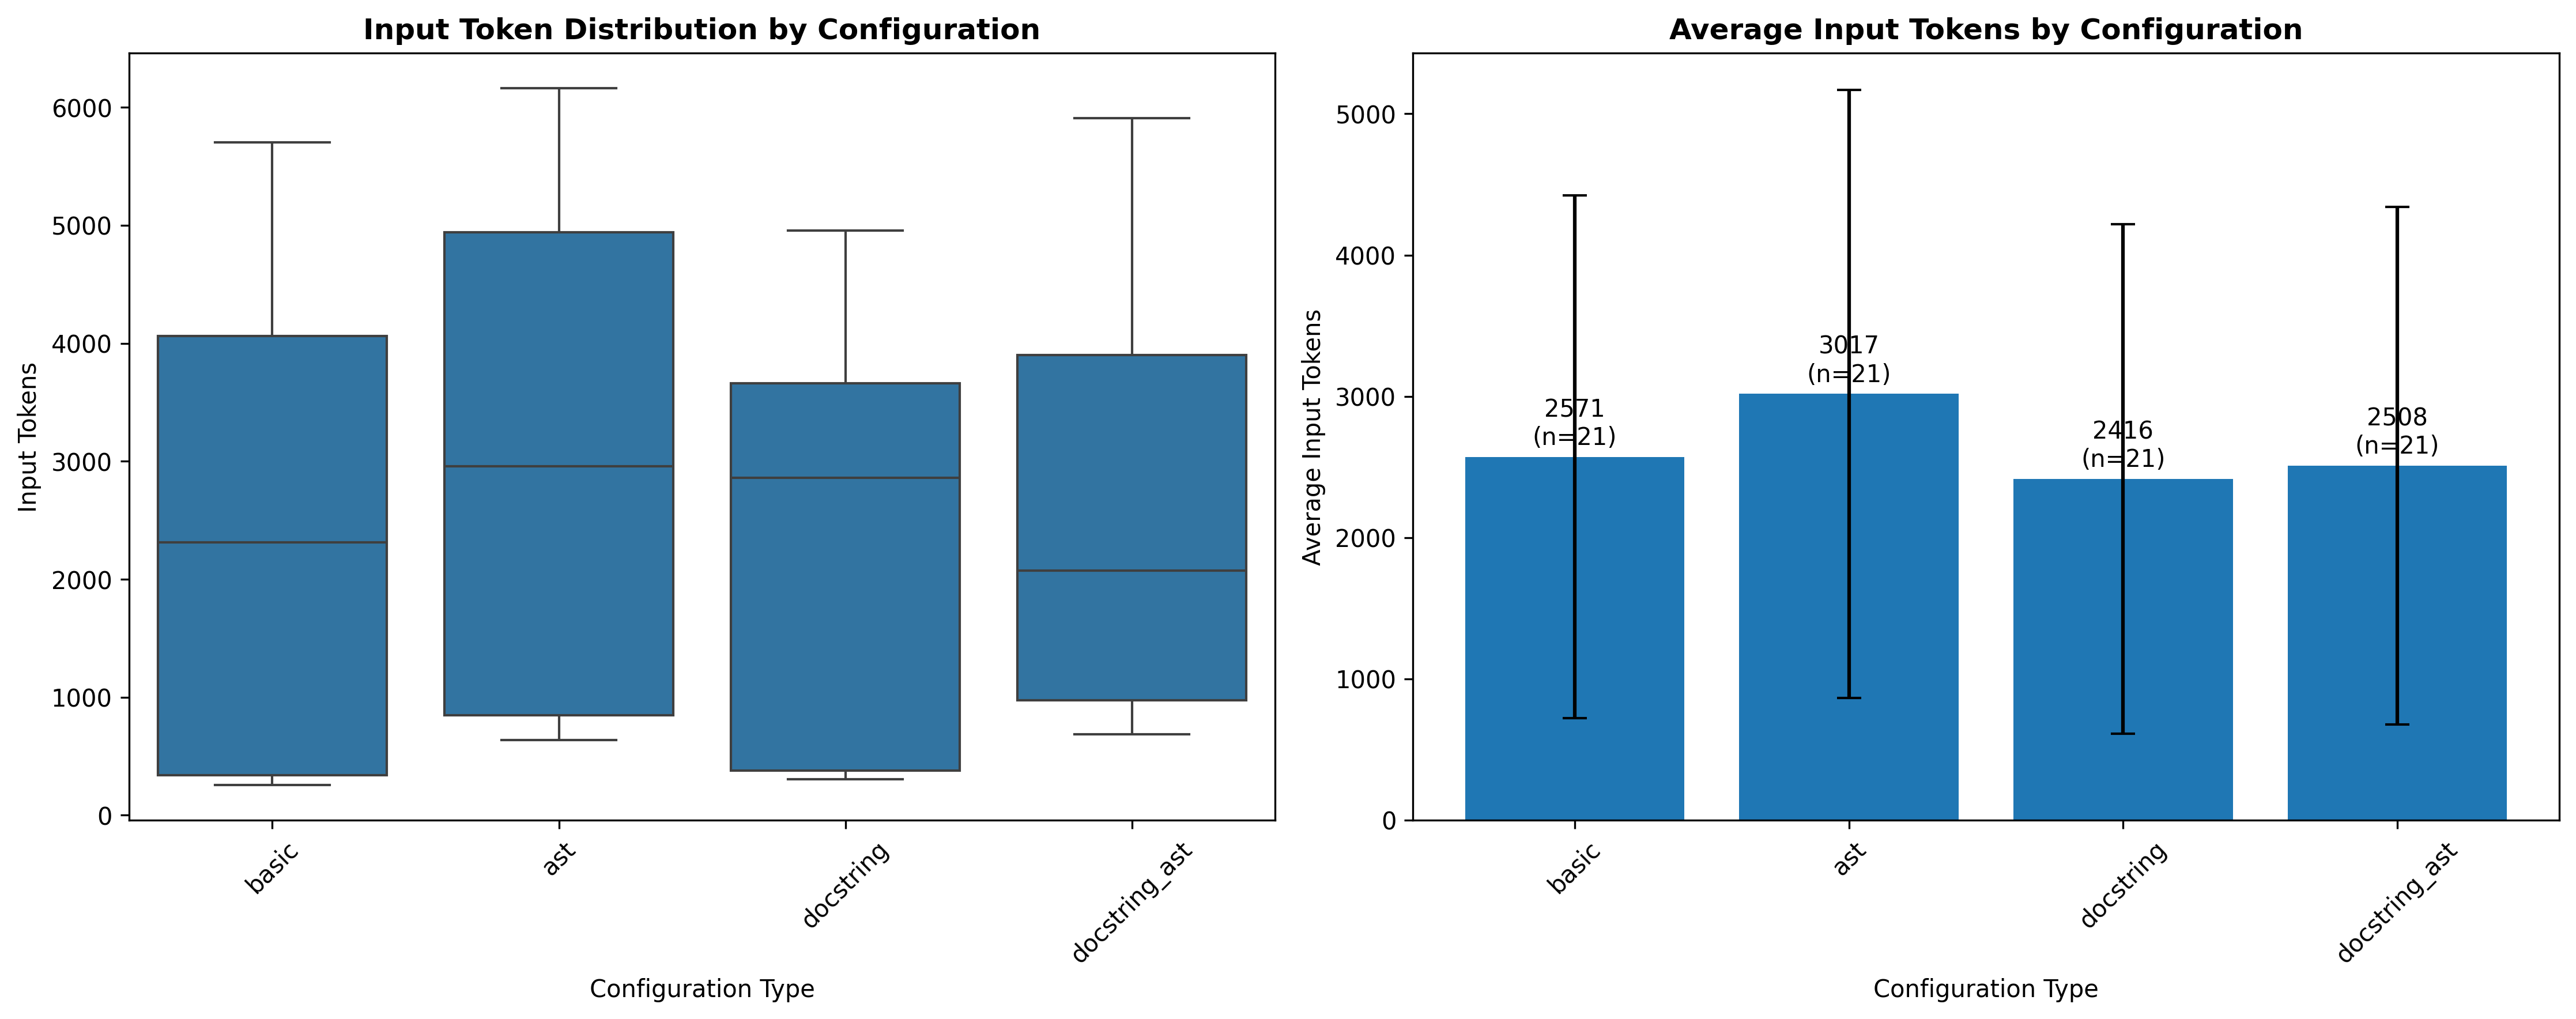 Input Token Distribution by Configuration
Input Tokens
6000
5000
4000
3000
2000
1000
0
basic
ast
docstring
docstring_ast
Configuration Type
Average Input Tokens by Configuration
Average Input Tokens
5000
4000
3000
2000
1000
0
2571
(n=21)
3017
(n=21)
2416
(n=21)
2508
(n=21)
basic
ast
docstring
docstring_ast
Configuration Type